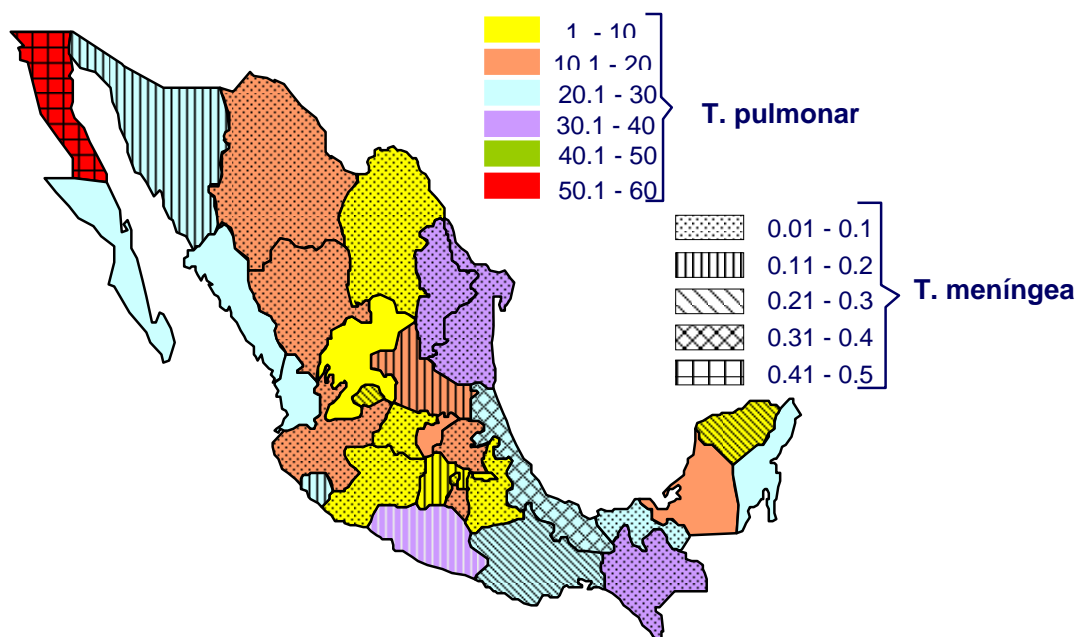 1 - 10
10.1 - 20
20.1 - 30
30.1 - 40
40.1 - 50
50.1 - 60
T. pulmonar
0.01 - 0.1
0.11 - 0.2
0.21 - 0.3
0.31 - 0.4
0.41 - 0.5
T. meníngea